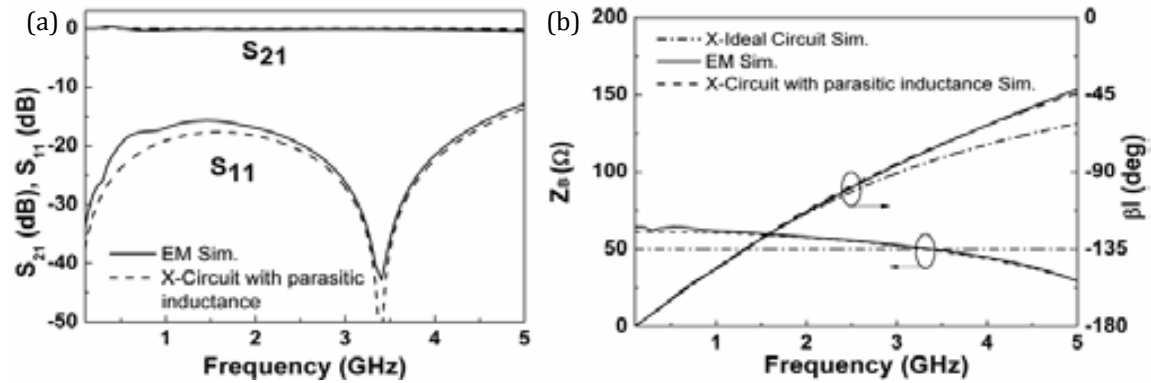 (a)
0
-10
-20
-30
-40
-50
S21 (dB), S11 (dB)
S21
S11
EM Sim.
X-Circuit with parasitic
inductance
1 2 3 4 5
Frequency (GHz)
(b)
200
150
100
50
0
ZB (Ω)
X-Ideal Circuit Sim.
EM Sim.
X-Circuit with parasitic inductance Sim.
0
-45
-90
-135
-180
βl (deg)
1 2 3 4 5
Frequency (GHz)